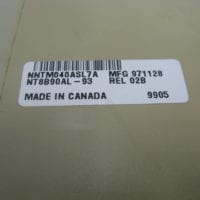 NNTM040ASL7A MFG 971128
NT8B90AL-93 REL 02B
MADE IN CANADA 9905